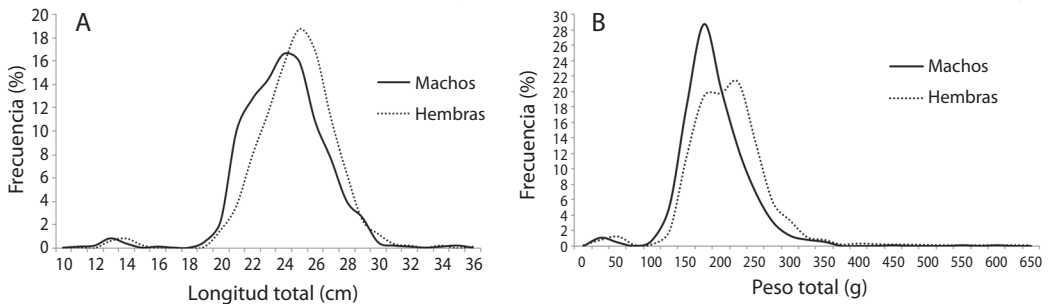 A
Frecuencia (%)
20
18
16
14
12
10
8
6
4
2
0
Machos
Hembras
10 12 14 16 18 20 22 24 26 28 30 32 34 36
Longitud total (cm)
B
Frecuencia (%)
30
28
26
24
22
20
18
16
14
12
10
8
6
4
2
0
Machos
Hembras
0 50 100 150 200 250 300 350 400 450 500 550 600 650
Peso total (g)